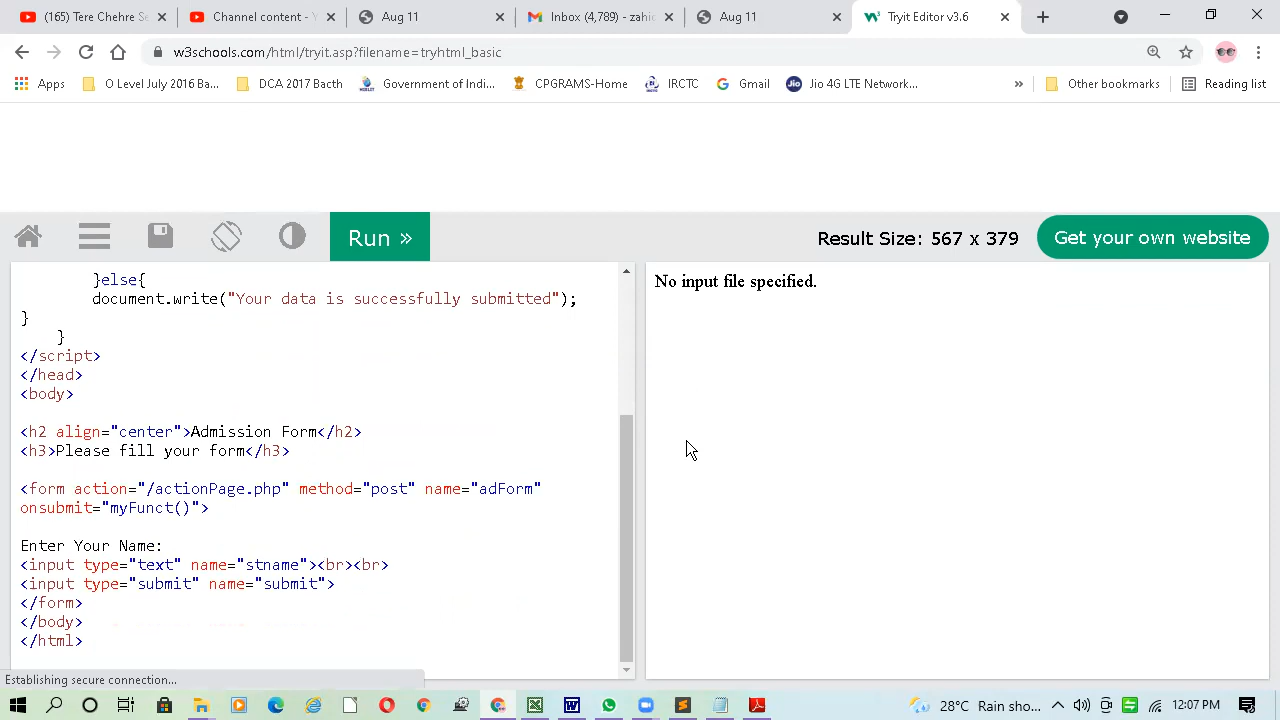 (165) Tere Chehre S
Channel content - Y
Aug 11
Inbox (4,789) - zahid
Aug 11
Tryit Editor v3.6
w3schools.com/html/tryit.asp?filename=tryhtml_basic
Apps
O Level July 2016 Ba...
DCA 2017 Bacth
Government of Indi...
CPGRAMS-Home
IRCTC
Gmail
Jio 4G LTE Network...
»
Other bookmarks
Reading list
Run »
Result Size: 567 x 379
Get your own website
}else{
document.write("Your data is successfully submitted");
}
}
</script>
</head>
<body>
<h2 align="center">Admission Form</h2>
<h3>Please fill your form</h3>
<form action="/actionPage.php" method="post" name="adForm"
onsubmit="myFunct()">
Enter Your Name:
<input type="text" name="stname"><br><br>
<input type="submit" name="submit">
</form>
</body>
</html>
No input file specified.
Establishing secure connection...
28°C Rain sho...
12:07 PM